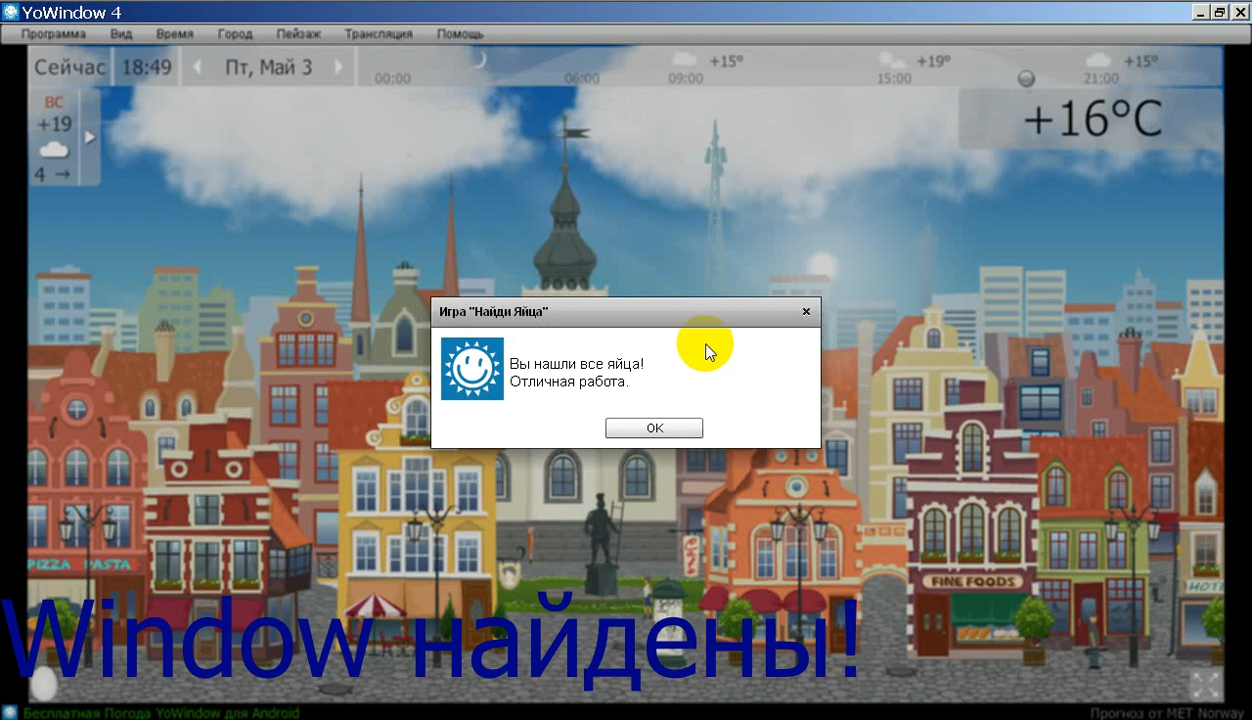 YoWindow 4
Программа Вид Время Город Пейзаж Трансляция Помощь
Сейчас 18:49 Пт, Май 3
+15° +19° +15°
00:00 06:00 09:00 15:00 21:00
ВС
+19
4 →
+16°C
Игра "Найди Яйца"
Вы нашли все яйца!
Отличная работа.
OK
PIZZA PASTA
FINE FOODS
HOTE
Window найдены!
Бесплатная Погода YoWindow для Android
Прогноз от MET Norway